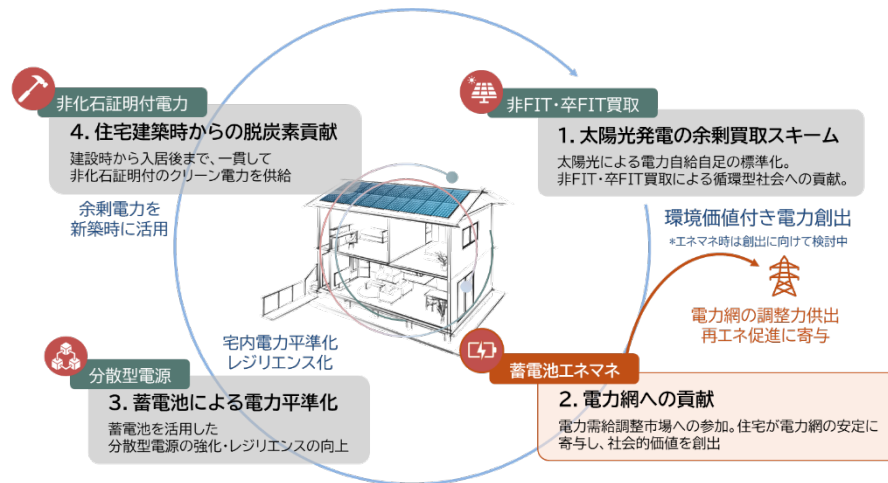 非化石証明付電力
4. 住宅建築時からの脱炭素貢献
建設時から入居後まで、一貫して
非化石証明付のクリーン電力を供給
余剰電力を
新築時に活用
非FIT・卒FIT買取
1. 太陽光発電の余剰買取スキーム
太陽光による電力自給自足の標準化。
非FIT・卒FIT買取による循環型社会への貢献。
環境価値付き電力創出
*エネマネ時は創出に向けて検討中
電力網の調整力供出
再エネ促進に寄与
宅内電力平準化
レジリエンス化
分散型電源
3. 蓄電池による電力平準化
蓄電池を活用した
分散型電源の強化・レジリエンスの向上
蓄電池エネマネ
2. 電力網への貢献
電力需給調整市場への参加。住宅が電力網の安定に
寄与し、社会的価値を創出